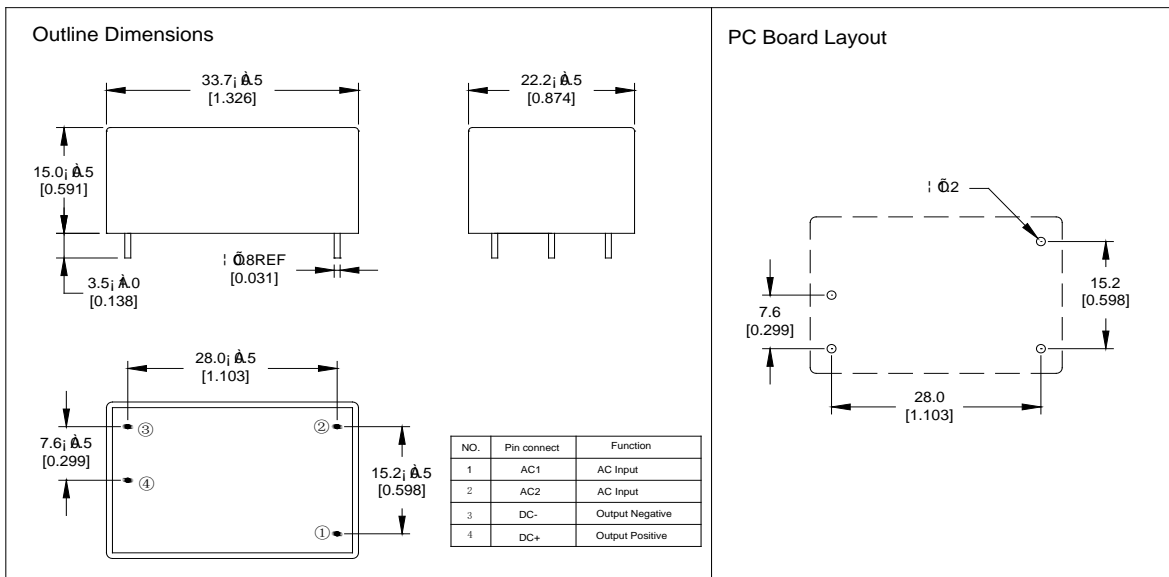 Outline Dimensions
33.7¡À0.5
[1.326]
22.2¡À0.5
[0.874]
15.0¡À0.5
[0.591]
3.5¡À1.0
[0.138]
¦Õ0.8REF
[0.031]
28.0¡À0.5
[1.103]
③
②
7.6¡À0.5
[0.299]
④
15.2¡À0.5
[0.598]
①
NO. Pin connect Function
1 AC1 AC Input
2 AC2 AC Input
3 DC- Output Negative
4 DC+ Output Positive
PC Board Layout
¦Õ1.2
15.2
[0.598]
7.6
[0.299]
28.0
[1.103]